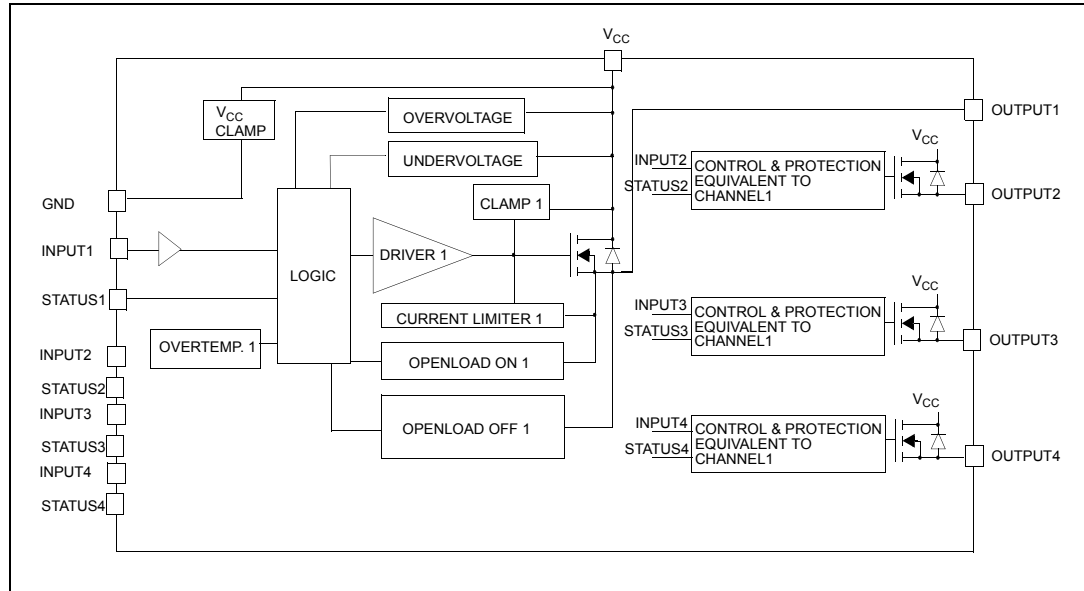 VCC
VCC
CLAMP
OVERVOLTAGE
UNDERVOLTAGE
CLAMP 1
GND
INPUT1
STATUS1
INPUT2
STATUS2
INPUT3
STATUS3
INPUT4
STATUS4
LOGIC
DRIVER 1
OVERTEMP. 1
CURRENT LIMITER 1
OPENLOAD ON 1
OPENLOAD OFF 1
OUTPUT1
INPUT2
STATUS2
CONTROL & PROTECTION
EQUIVALENT TO
CHANNEL1
VCC
OUTPUT2
INPUT3
STATUS3
CONTROL & PROTECTION
EQUIVALENT TO
CHANNEL1
VCC
OUTPUT3
INPUT4
STATUS4
CONTROL & PROTECTION
EQUIVALENT TO
CHANNEL1
VCC
OUTPUT4